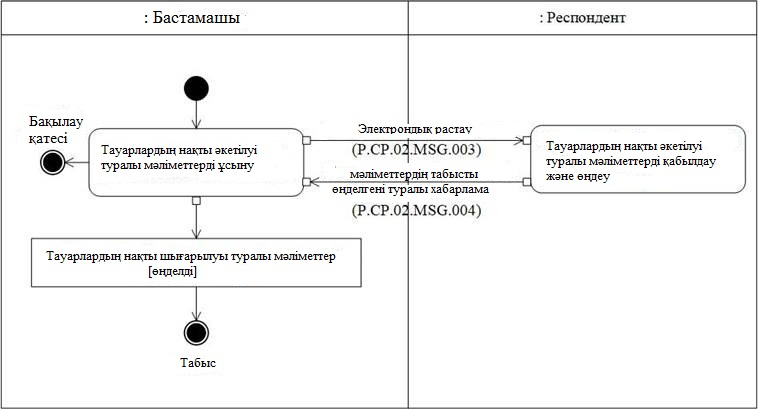 : Бастамашы
: Респондент
Бақылау
қатесі
Тауарлардың нақты әкетілуі
туралы мәліметтерді ұсыну
Электрондық растау
(P.CP.02.MSG.003)
мәліметтердің табысты
өңделгені туралы хабарлама
(P.CP.02.MSG.004)
Тауарлардың нақты әкетілуі
туралы мәліметтерді қабылдау
және өңдеу
Тауарлардың нақты шығарылуы туралы мәліметтер
[өңделді]
Табыс